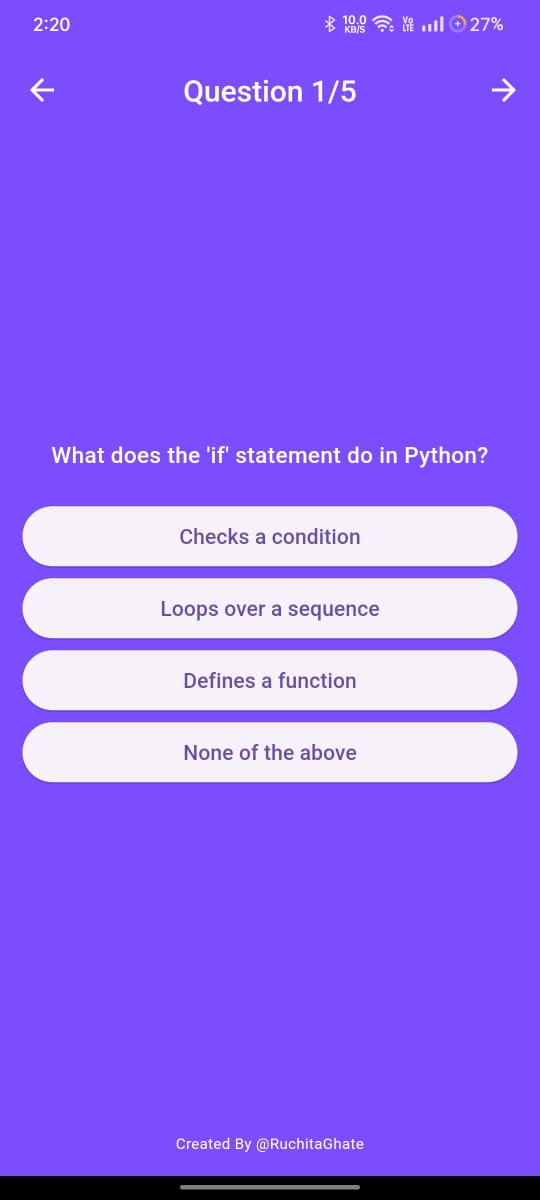 2:20
10.0
KB/S
Vo
LTE
27%
Question 1/5
What does the 'if' statement do in Python?
Checks a condition
Loops over a sequence
Defines a function
None of the above
Created By @RuchitaGhate